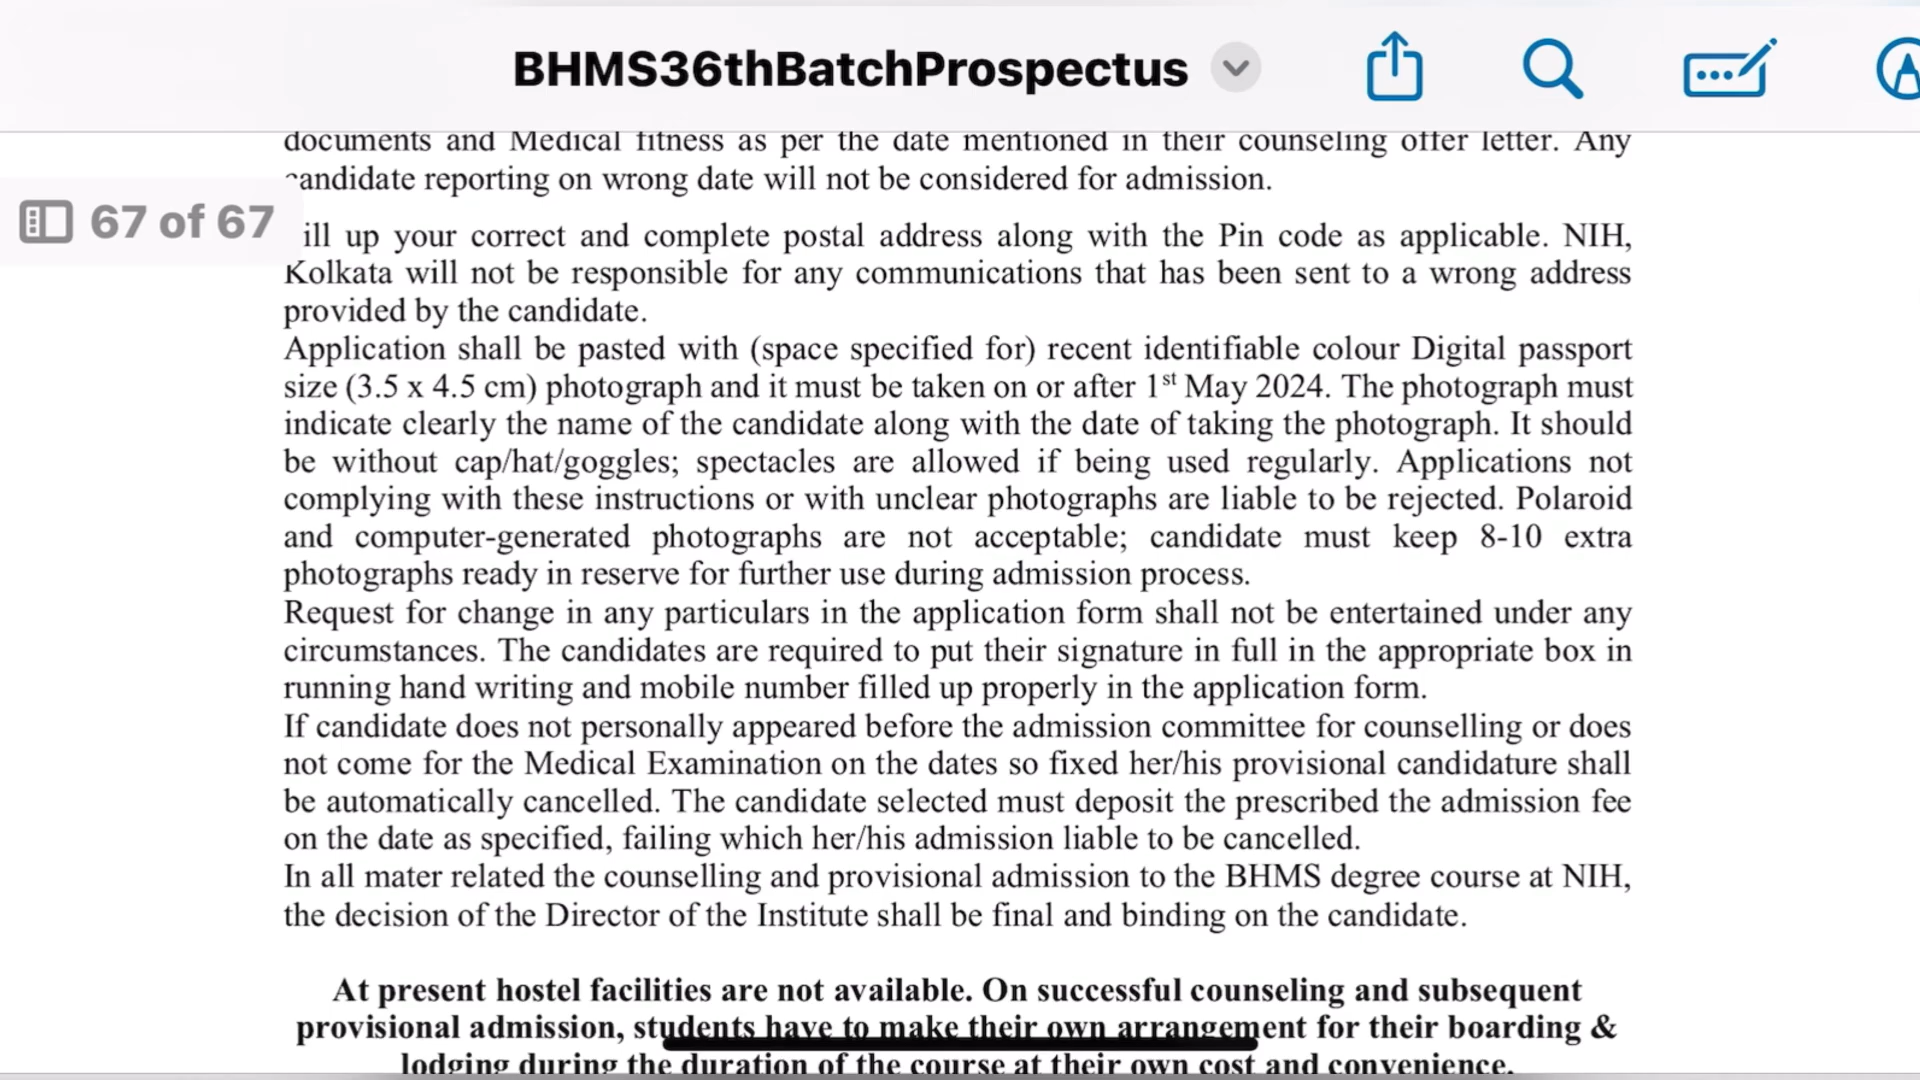 BHMS36thBatchProspectus
documents and Medical fitness as per the date mentioned in their counseling offer letter. Any
candidate reporting on wrong date will not be considered for admission.
67 of 67
ill up your correct and complete postal address along with the Pin code as applicable. NIH,
Kolkata will not be responsible for any communications that has been sent to a wrong address
provided by the candidate.
Application shall be pasted with (space specified for) recent identifiable colour Digital passport
size (3.5 x 4.5 cm) photograph and it must be taken on or after 1st May 2024. The photograph must
indicate clearly the name of the candidate along with the date of taking the photograph. It should
be without cap/hat/goggles; spectacles are allowed if being used regularly. Applications not
complying with these instructions or with unclear photographs are liable to be rejected. Polaroid
and computer-generated photographs are not acceptable; candidate must keep 8-10 extra
photographs ready in reserve for further use during admission process.
Request for change in any particulars in the application form shall not be entertained under any
circumstances. The candidates are required to put their signature in full in the appropriate box in
running hand writing and mobile number filled up properly in the application form.
If candidate does not personally appeared before the admission committee for counselling or does
not come for the Medical Examination on the dates so fixed her/his provisional candidature shall
be automatically cancelled. The candidate selected must deposit the prescribed the admission fee
on the date as specified, failing which her/his admission liable to be cancelled.
In all mater related the counselling and provisional admission to the BHMS degree course at NIH,
the decision of the Director of the Institute shall be final and binding on the candidate.
At present hostel facilities are not available. On successful counseling and subsequent
provisional admission, students have to make their own arrangement for their boarding &
lodging during the duration of the course at their own cost and convenience.